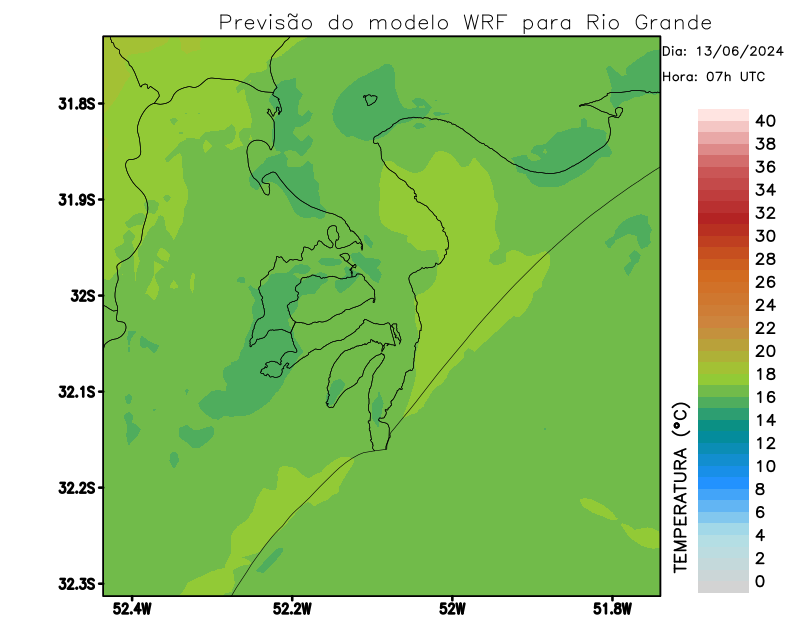 Previsão do modelo WRF para Rio Grande
Dia: 13/06/2024
Hora: 07h UTC
31.8S
31.9S
32S
32.1S
32.2S
32.3S
52.4W
52.2W
52W
51.8W
TEMPERATURA (°C)
40
38
36
34
32
30
28
26
24
22
20
18
16
14
12
10
8
6
4
2
0